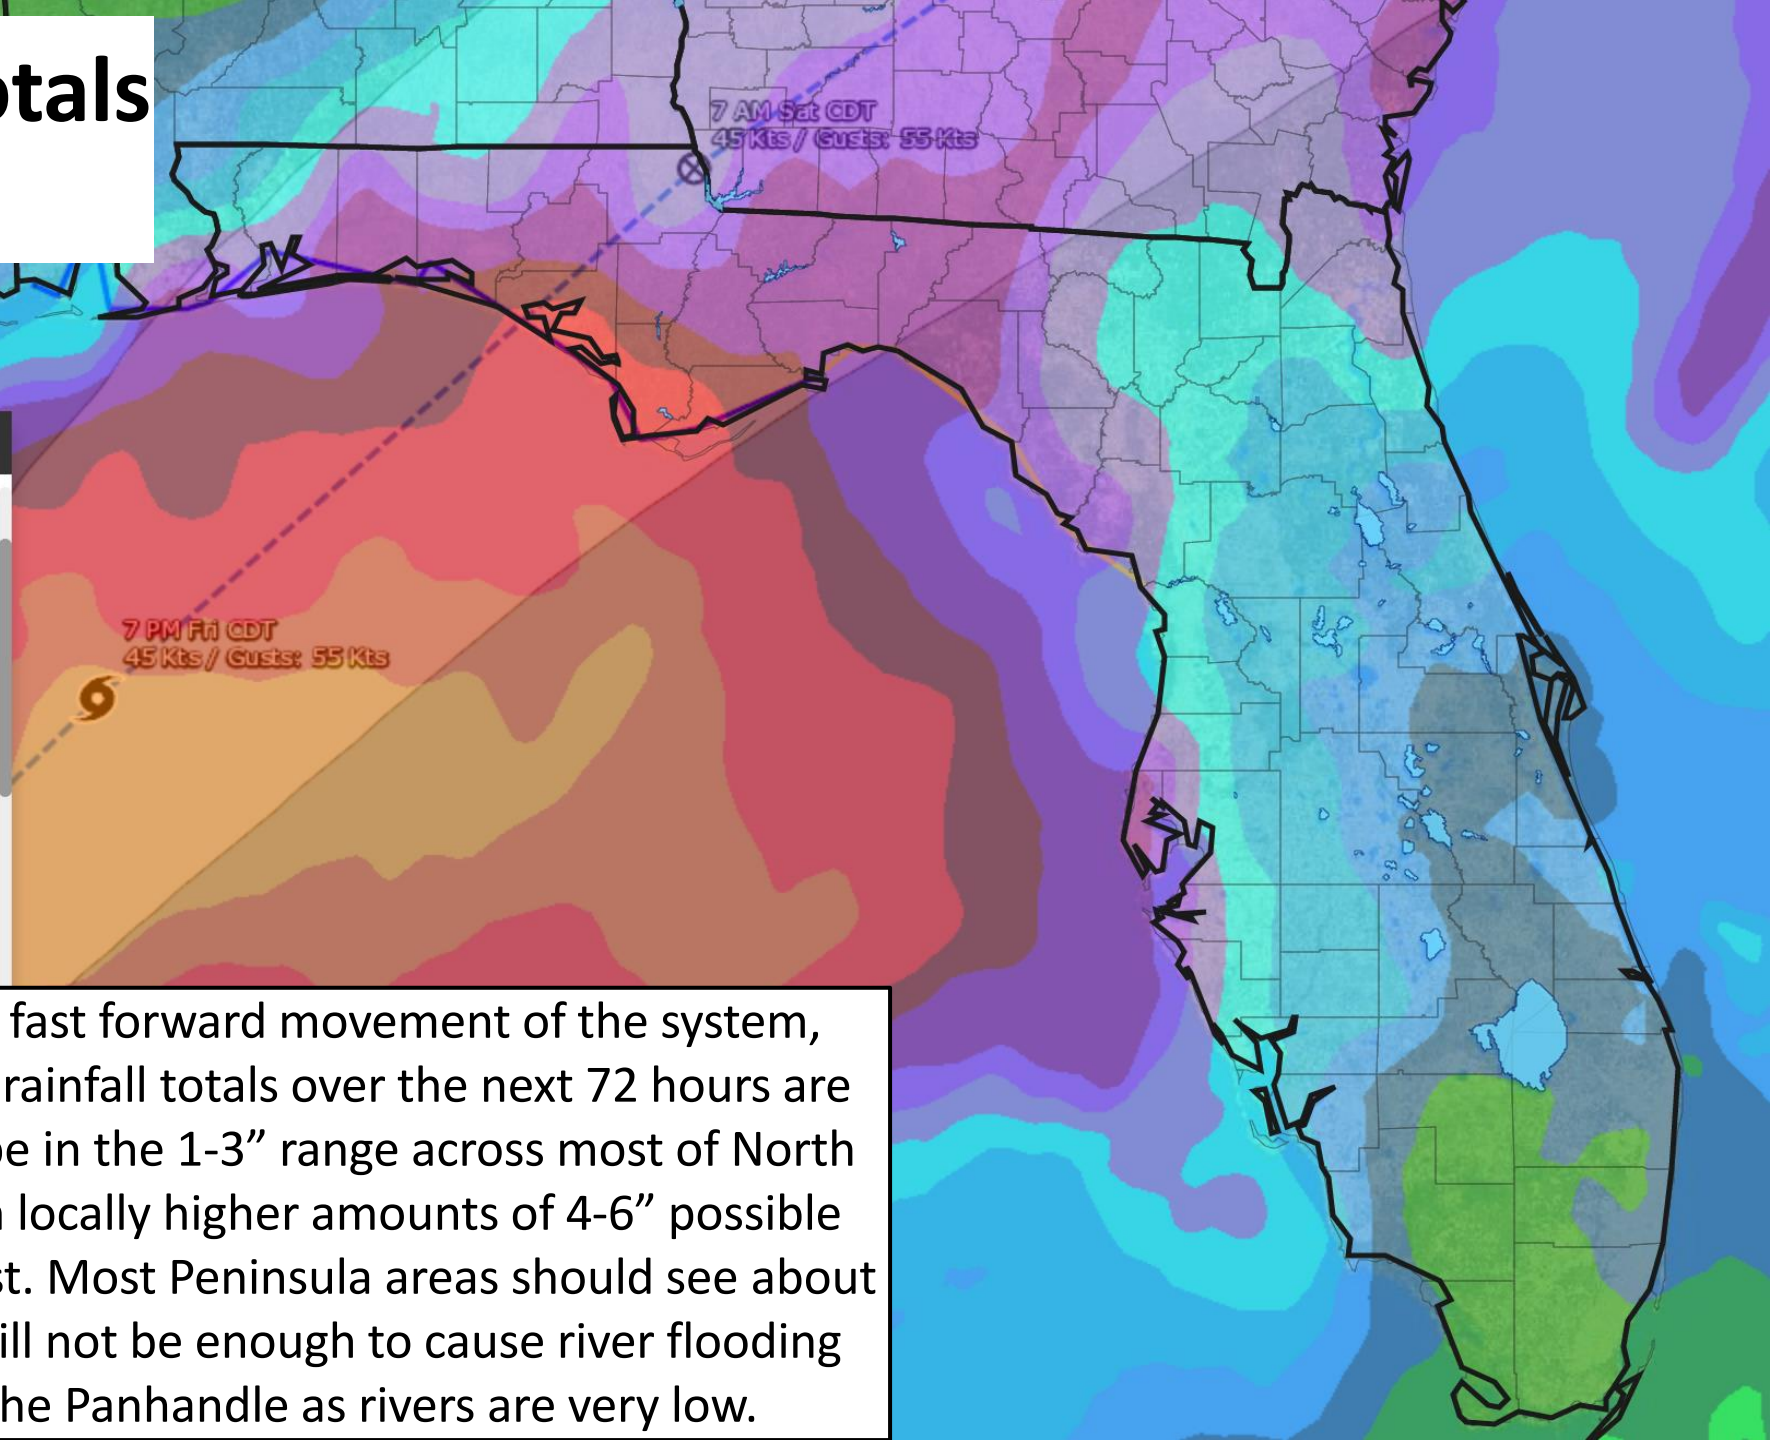 otals
7 AM Sat CDT
45 Kts / Gusts: 55 Kts
7 PM Fri CDT
45 Kts / Gusts: 55 Kts
fast forward movement of the system,
rainfall totals over the next 72 hours are
be in the 1-3” range across most of North
locally higher amounts of 4-6” possible
st. Most Peninsula areas should see about
ill not be enough to cause river flooding
he Panhandle as rivers are very low.